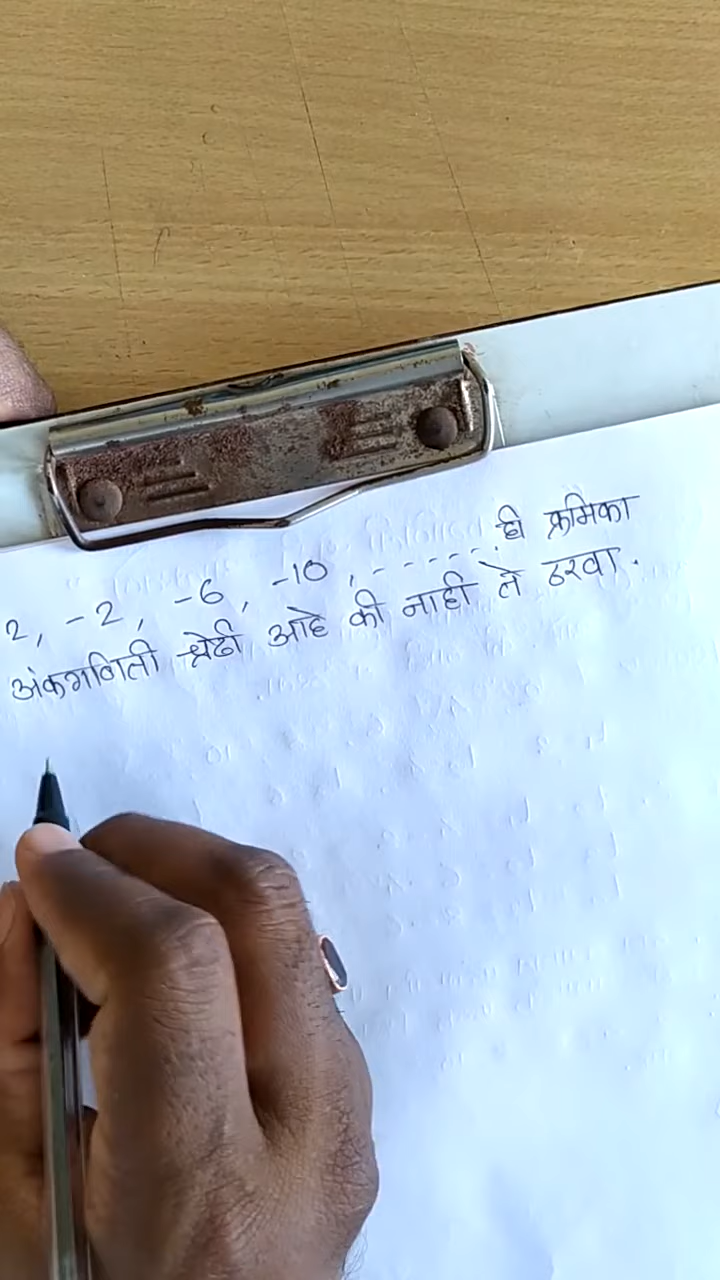 2, -2, -6, -10, ------ ही क्रमिका
अंकगणिती श्रेढी आहे की नाही ते ठरवा.